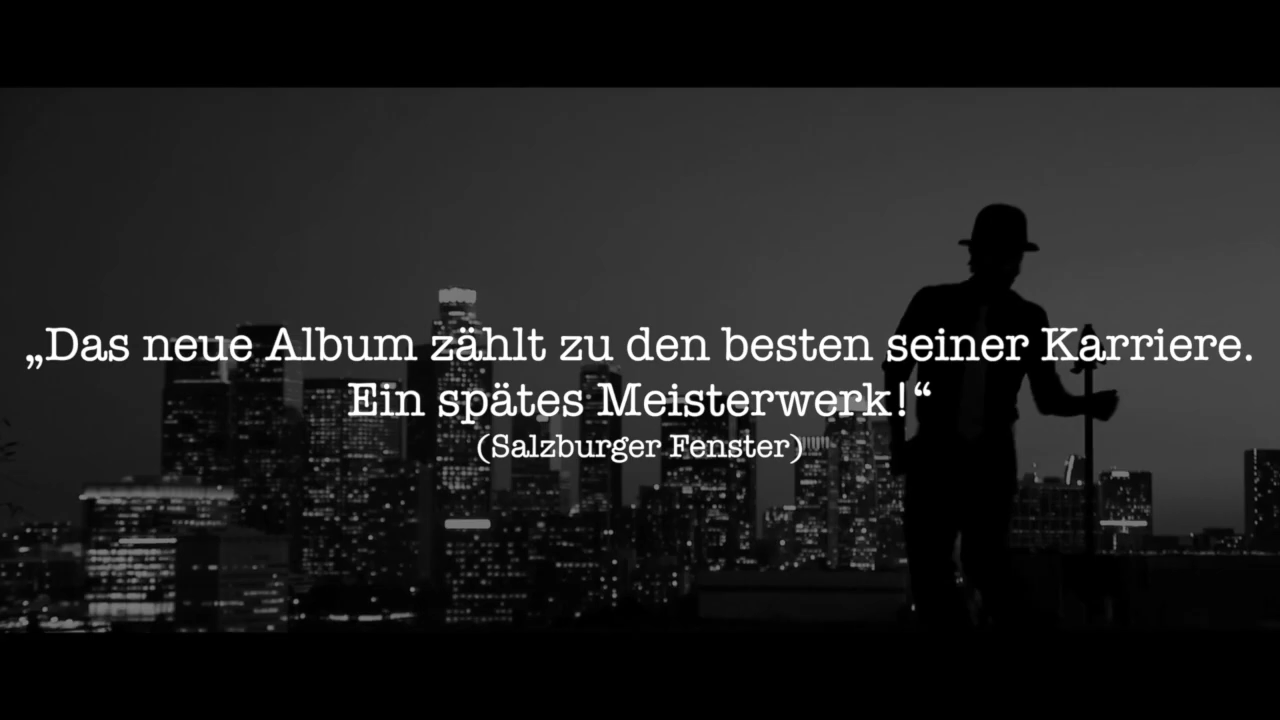 „Das neue Album zählt zu den besten seiner Karriere.
Ein spätes Meisterwerk!“
(Salzburger Fenster)